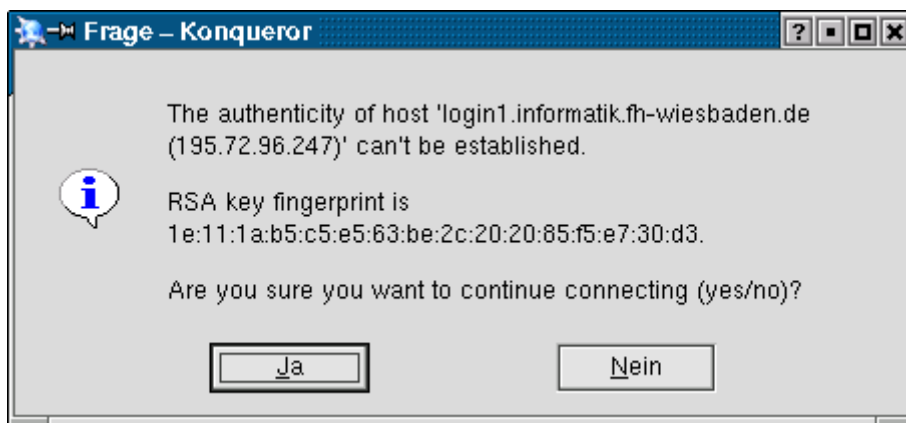 Frage – Konqueror
The authenticity of host 'login1.informatik.fh-wiesbaden.de
(195.72.96.247)' can't be established.
RSA key fingerprint is
1e:11:1a:b5:c5:e5:63:be:2c:20:20:85:f5:e7:30:d3.
Are you sure you want to continue connecting (yes/no)?
Ja Nein